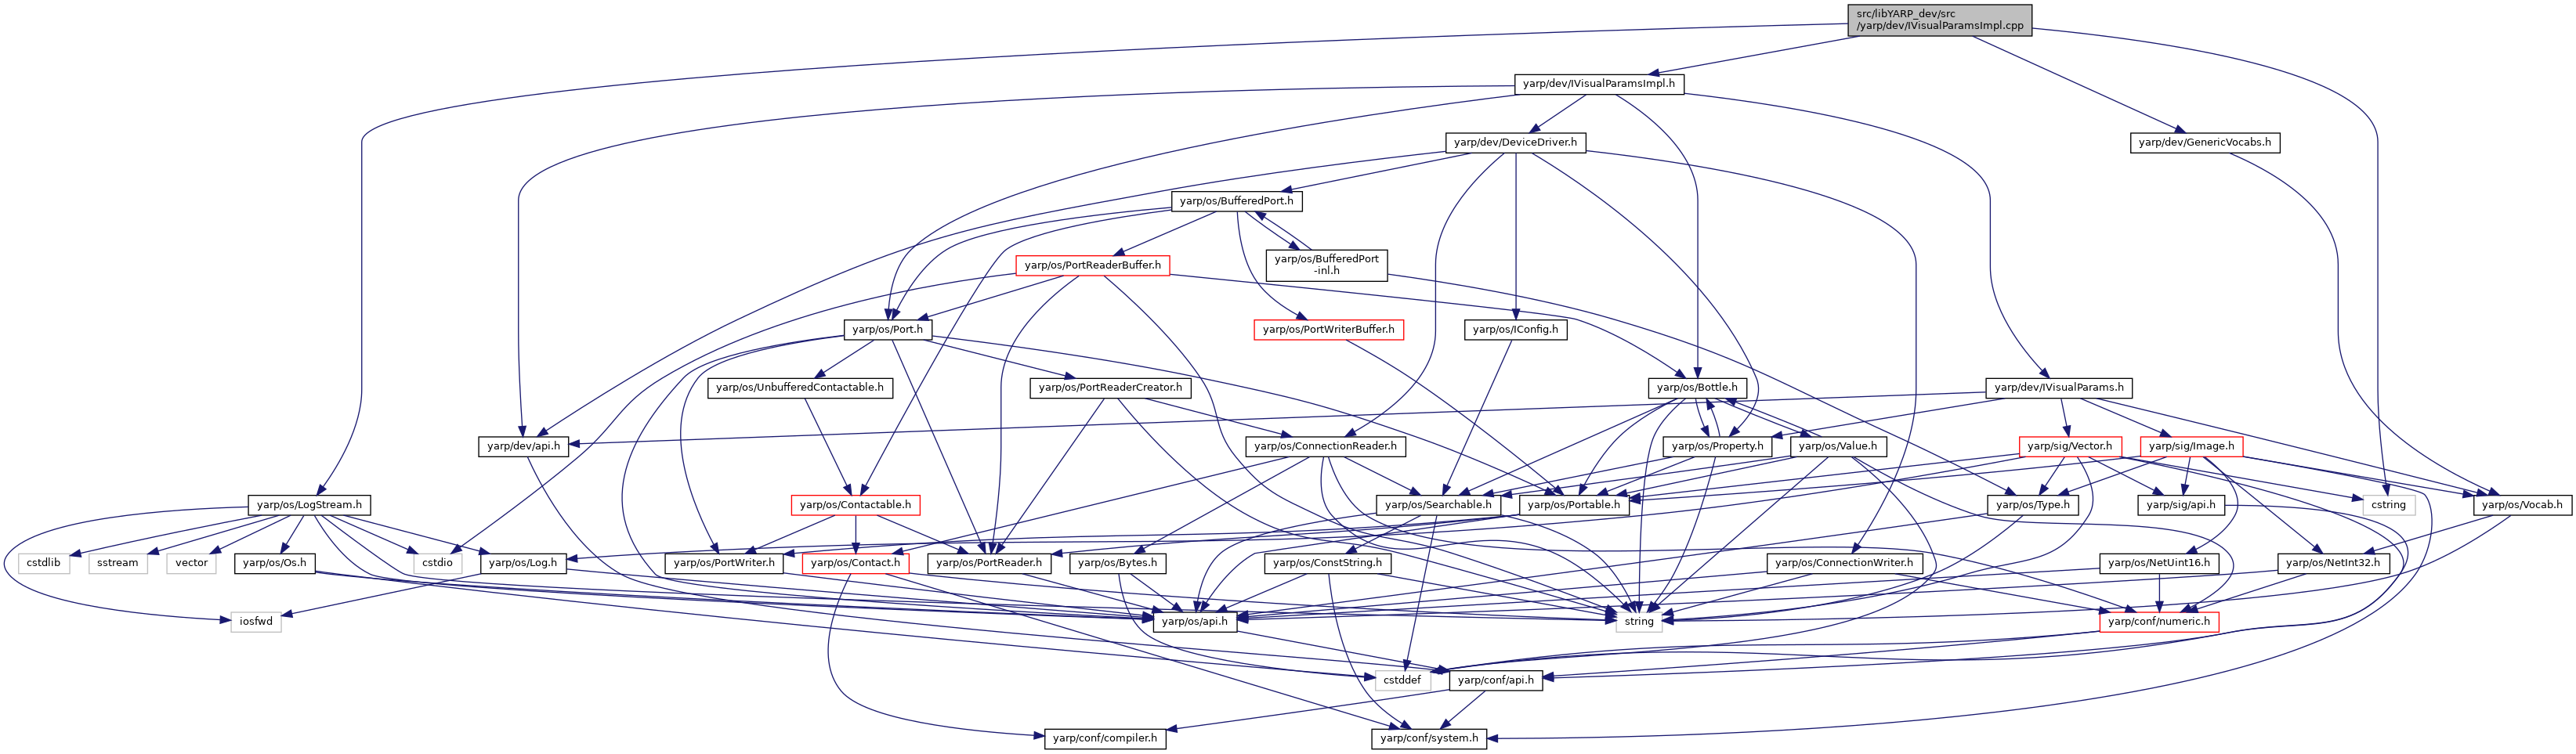 src/libYARP_dev/src
/yarp/dev/IVisualParamsImpl.cpp
yarp/dev/IVisualParamsImpl.h
yarp/dev/DeviceDriver.h
yarp/dev/GenericVocabs.h
yarp/os/BufferedPort.h
yarp/os/PortReaderBuffer.h
yarp/os/BufferedPort
-inl.h
yarp/os/Port.h
yarp/os/PortWriterBuffer.h
yarp/os/IConfig.h
yarp/os/UnbufferedContactable.h
yarp/os/PortReaderCreator.h
yarp/os/Bottle.h
yarp/dev/IVisualParams.h
yarp/dev/api.h
yarp/os/ConnectionReader.h
yarp/os/Property.h
yarp/os/Value.h
yarp/sig/Vector.h
yarp/sig/Image.h
yarp/os/LogStream.h
yarp/os/Contactable.h
yarp/os/Searchable.h
yarp/os/Portable.h
yarp/os/Type.h
yarp/sig/api.h
cstring
yarp/os/Vocab.h
cstdlib
sstream
vector
yarp/os/Os.h
cstdio
yarp/os/Log.h
yarp/os/PortWriter.h
yarp/os/Contact.h
yarp/os/PortReader.h
yarp/os/Bytes.h
yarp/os/ConstString.h
yarp/os/ConnectionWriter.h
yarp/os/NetUint16.h
yarp/os/NetInt32.h
iosfwd
yarp/os/api.h
string
yarp/conf/numeric.h
cstddef
yarp/conf/api.h
yarp/conf/compiler.h
yarp/conf/system.h